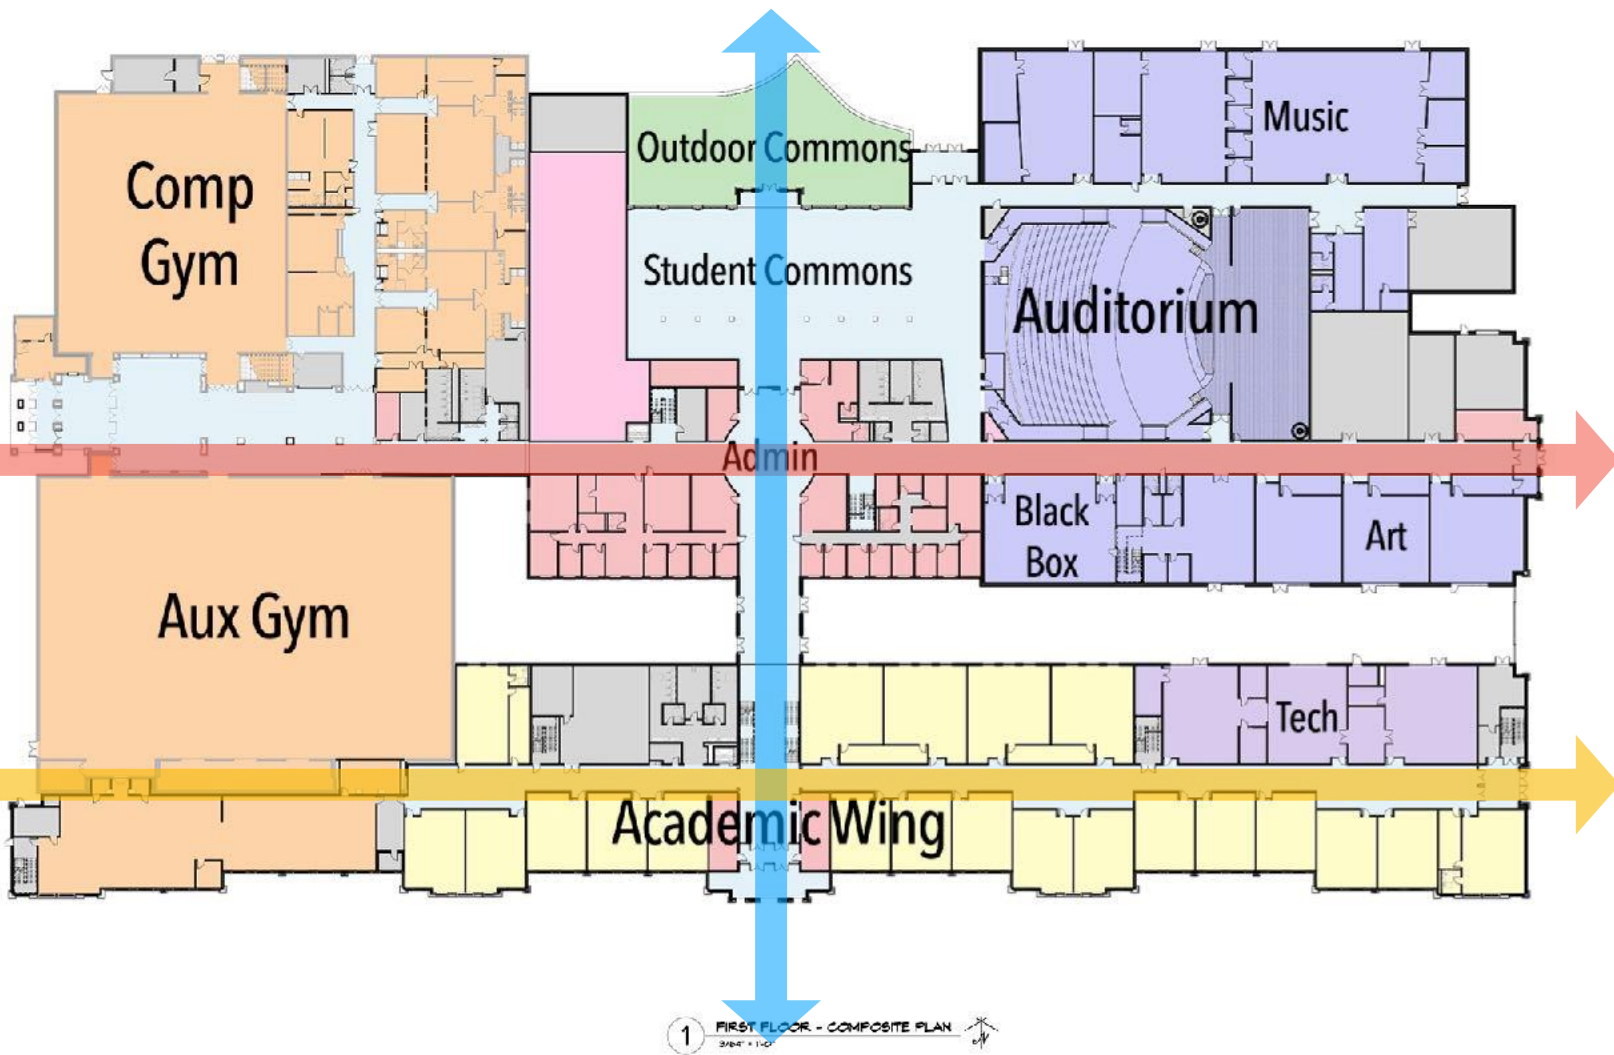 Music
Outdoor Commons
Comp
Gym
Student Commons
Auditorium
Admin
Black
Box
Art
Aux Gym
Tech
Academic Wing
1 FIRST FLOOR - COMPOSITE PLAN
N